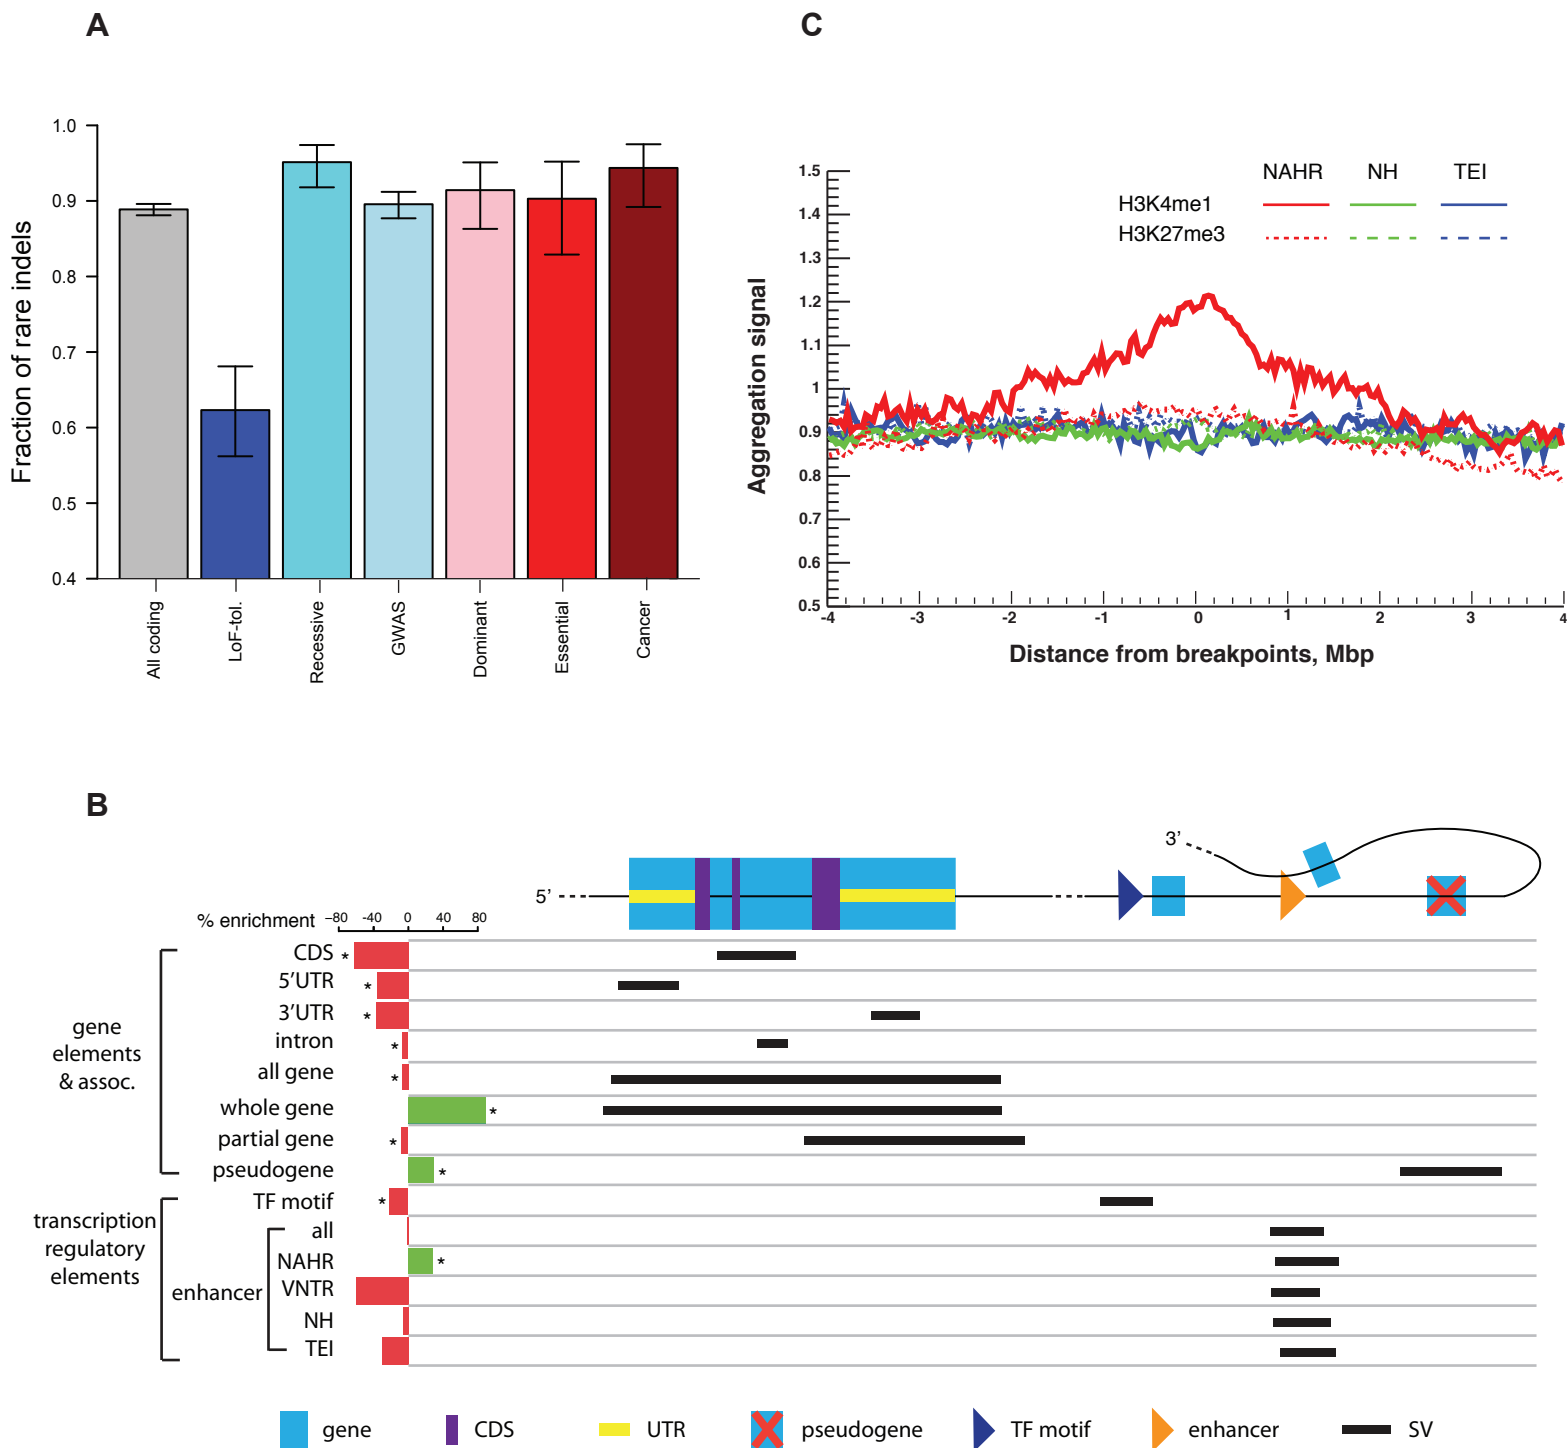 A
1.0
0.9
0.8
0.7
0.6
0.5
0.4
Fraction of rare indels
All coding
LoF-tol.
Recessive
GWAS
Dominant
Essential
Cancer
C
NAHR NH TEI
H3K4me1
H3K27me3
1.5
1.4
1.3
1.2
1.1
1
0.9
0.8
0.7
0.6
0.5
Aggregation signal
-4 -3 -2 -1 0 1 2 3 4
Distance from breakpoints, Mbp
B
5’
3’
% enrichment
−80 −40 0 40 80
CDS *
5’UTR *
3’UTR *
intron *
all gene *
whole gene *
partial gene *
pseudogene *
gene
elements
& assoc.
TF motif *
all
NAHR *
VNTR
NH
TEI
enhancer
transcription
regulatory
elements
gene CDS UTR pseudogene TF motif enhancer SV